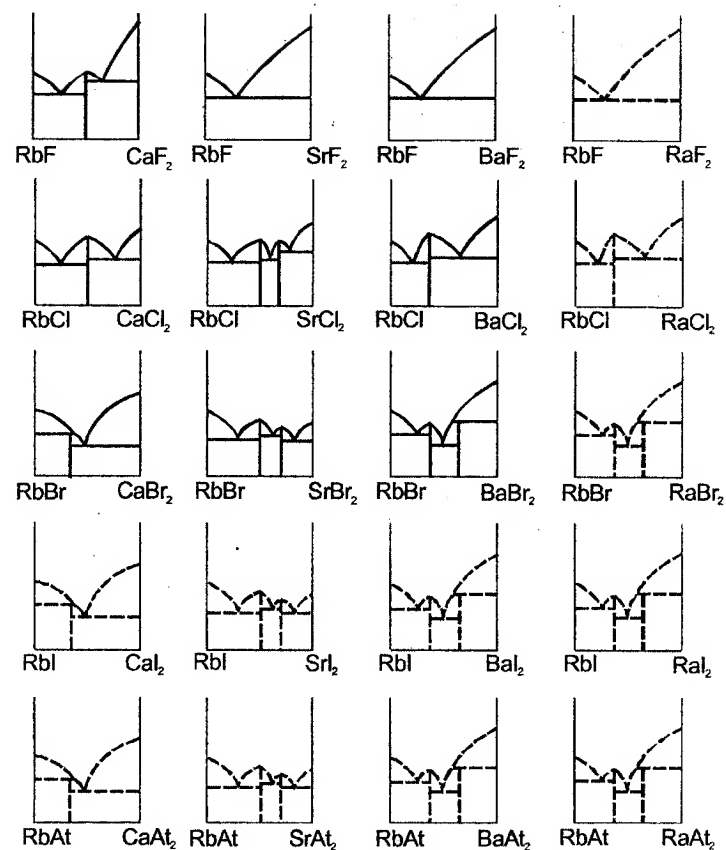 RbF CaF₂ RbF SrF₂ RbF BaF₂ RbF RaF₂
RbCl CaCl₂ RbCl SrCl₂ RbCl BaCl₂ RbCl RaCl₂
RbBr CaBr₂ RbBr SrBr₂ RbBr BaBr₂ RbBr RaBr₂
RbI CaI₂ RbI SrI₂ RbI BaI₂ RbI RaI₂
RbAt CaAt₂ RbAt SrAt₂ RbAt BaAt₂ RbAt RaAt₂